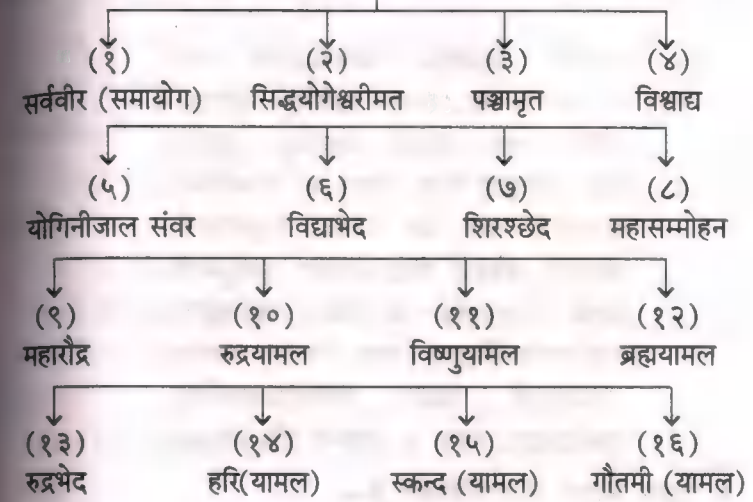 (१) (२) (३) (४)
सर्ववीर (समायोग) सिद्धयोगेश्वरीमत पञ्चामृत विश्वाद्य
(५) (६) (७) (८)
योगिनीजाल संवर विद्याभेद शिरश्छेद महासम्मोहन
(९) (१०) (११) (१२)
महारौद्र रुद्रयामल विष्णुयामल ब्रह्मयामल
(१३) (१४) (१५) (१६)
रुद्रभेद हरि(यामल) स्कन्द (यामल) गौतमी (यामल)